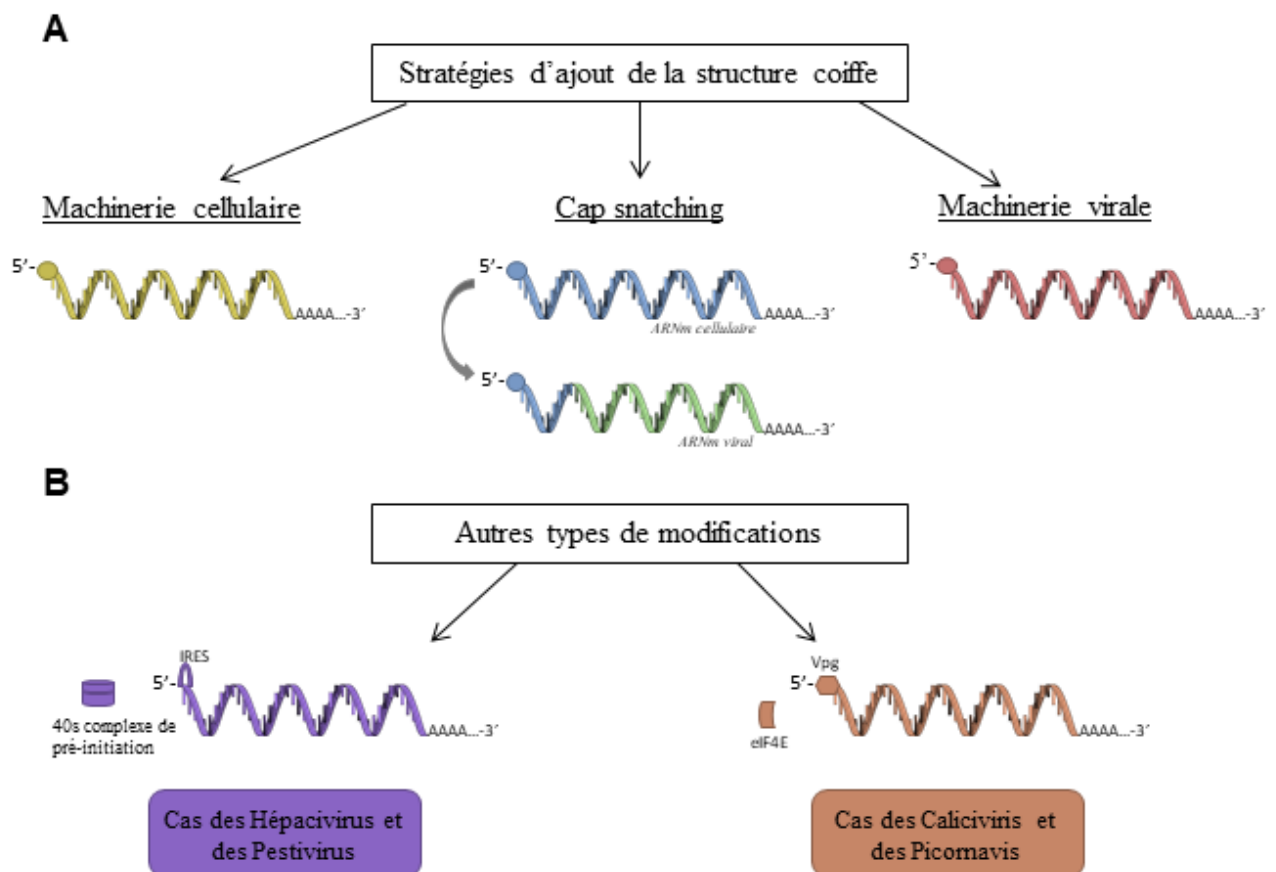 A
Stratégies d'ajout de la structure coiffe
Machinerie cellulaire
Cap snatching
Machinerie virale
5'-
AAAA...-3'
5'-
AAAA...-3'
ARNm cellulaire
5'-
AAAA...-3'
5'-
AAAA...-3'
ARNm viral
B
Autres types de modifications
IRES
5'-
AAAA...-3'
40s complexe de
pré-initiation
Vpg
5'-
AAAA...-3'
eIF4E
Cas des Hépacivirus et
des Pestivirus
Cas des Caliciviris et
des Picornavis